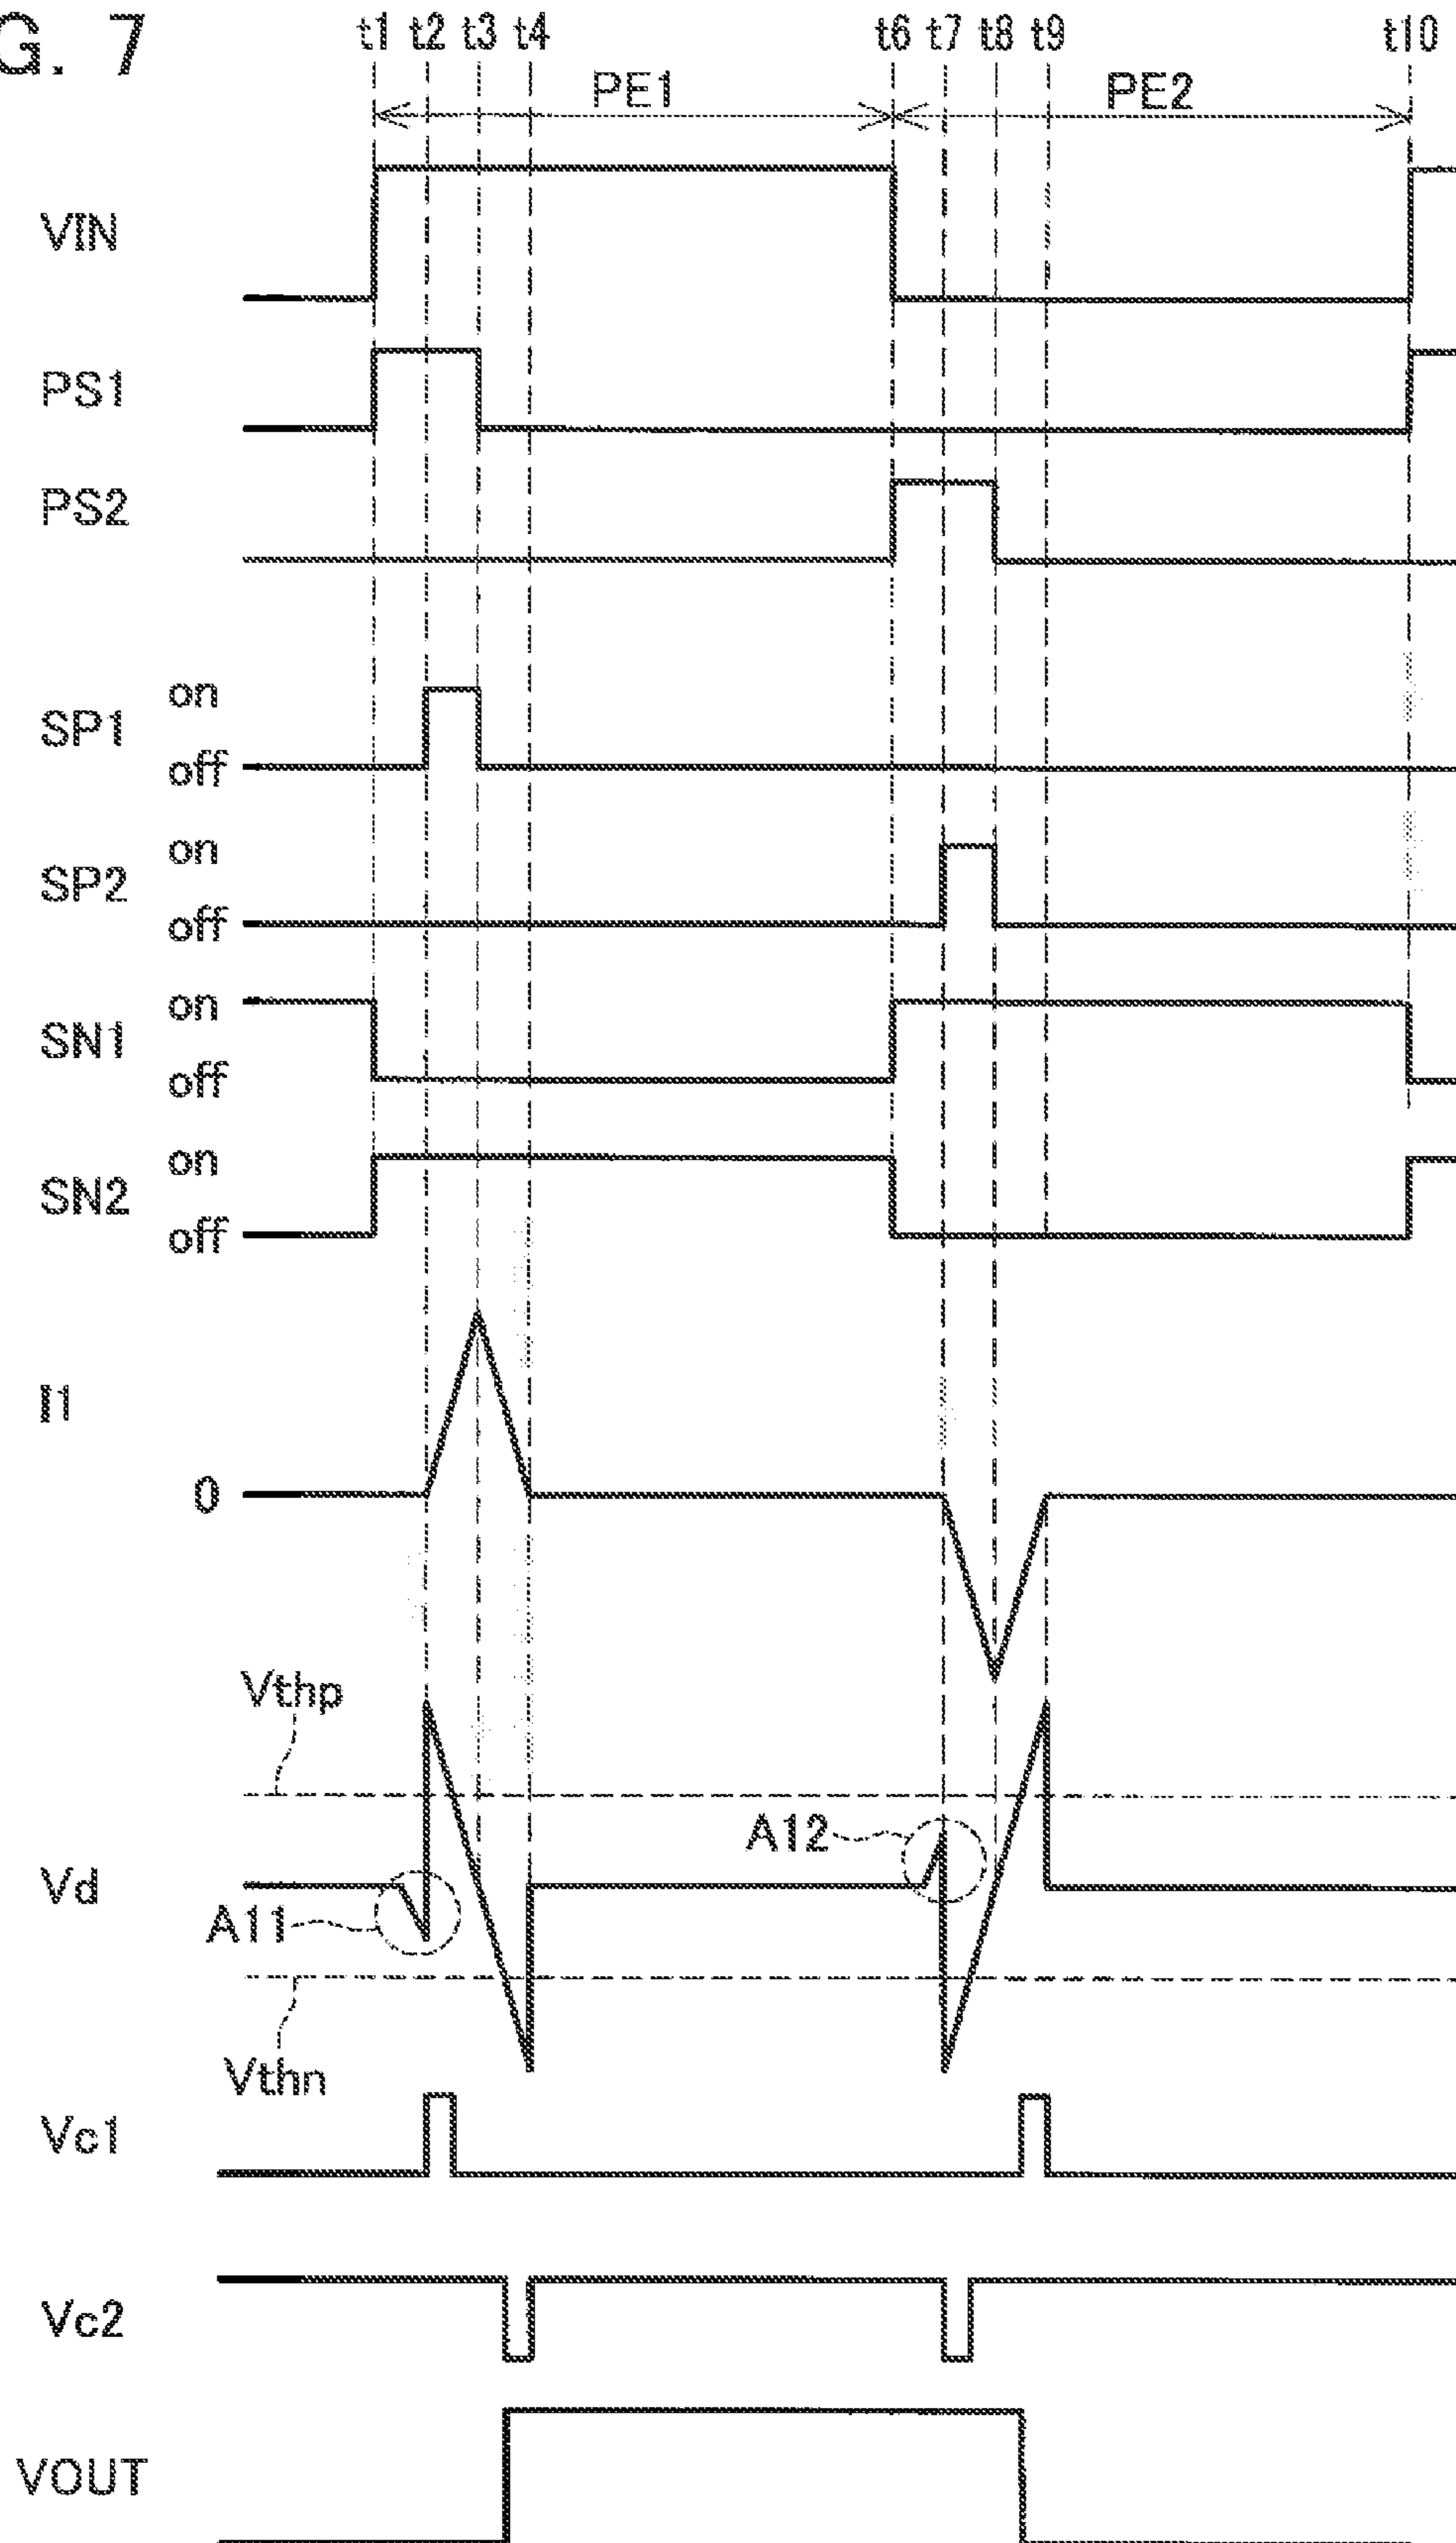 G. 7
t1 t2 t3 t4 t6 t7 t8 t9 t10
PE1 PE2
VIN
PS1
PS2
on
SP1
off
on
SP2
off
on
SN1
off
on
SN2
off
I1
0
Vthp
A12
Vd
A11
Vthn
Vc1
Vc2
VOUT